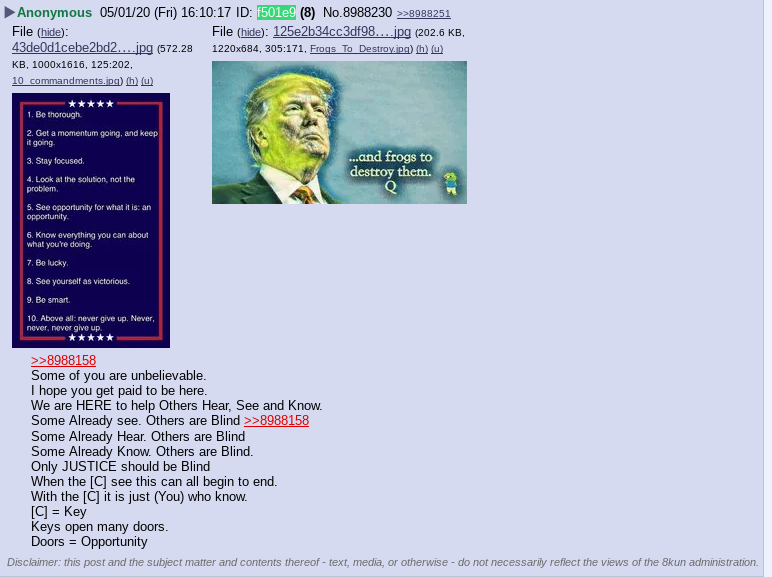 Anonymous 05/01/20 (Fri) 16:10:17 ID: f501e9 (8) No.8988230 >>8988251
File (hide): 43de0d1cebe2bd2….jpg (572.28 KB, 1000x1616, 125:202, 10_commandments.jpg) (h) (u)
File (hide): 125e2b34cc3df98….jpg (202.6 KB, 1220x684, 305:171, Frogs_To_Destroy.jpg) (h) (u)
1. Be thorough.
2. Get a momentum going, and keep
it going.
3. Stay focused.
4. Look at the solution, not the
problem.
5. See opportunity for what it is: an
opportunity.
6. Know everything you can about
what you're doing.
7. Be lucky.
8. See yourself as victorious.
9. Be smart.
10. Above all: never give up. Never,
never, never give up.
...and frogs to
destroy them.
Q
>>8988158
Some of you are unbelievable.
I hope you get paid to be here.
We are HERE to help Others Hear, See and Know.
Some Already see. Others are Blind >>8988158
Some Already Hear. Others are Blind
Some Already Know. Others are Blind.
Only JUSTICE should be Blind
When the [C] see this can all begin to end.
With the [C] it is just (You) who know.
[C] = Key
Keys open many doors.
Doors = Opportunity
Disclaimer: this post and the subject matter and contents thereof - text, media, or otherwise - do not necessarily reflect the views of the 8kun administration.